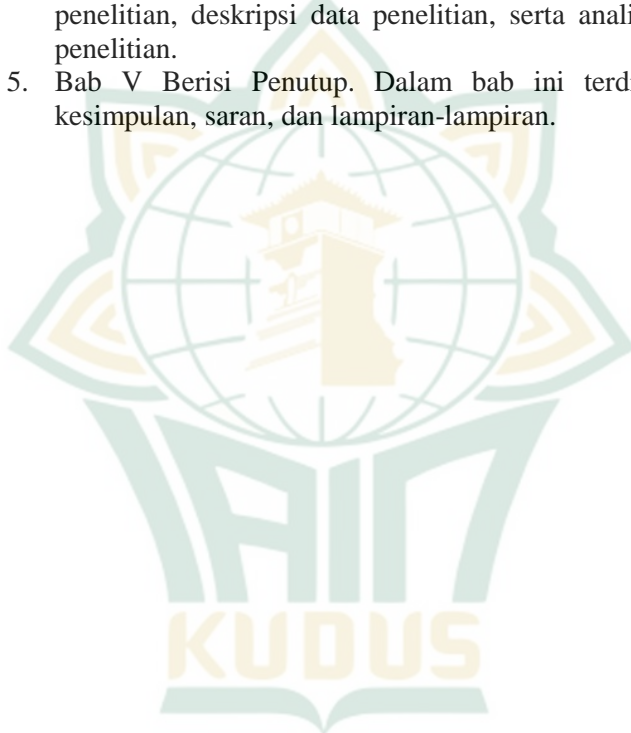 penelitian, deskripsi data penelitian, serta anali
penelitian.
5. Bab V Berisi Penutup. Dalam bab ini terd
kesimpulan, saran, dan lampiran-lampiran.
IAIN
KUDUS